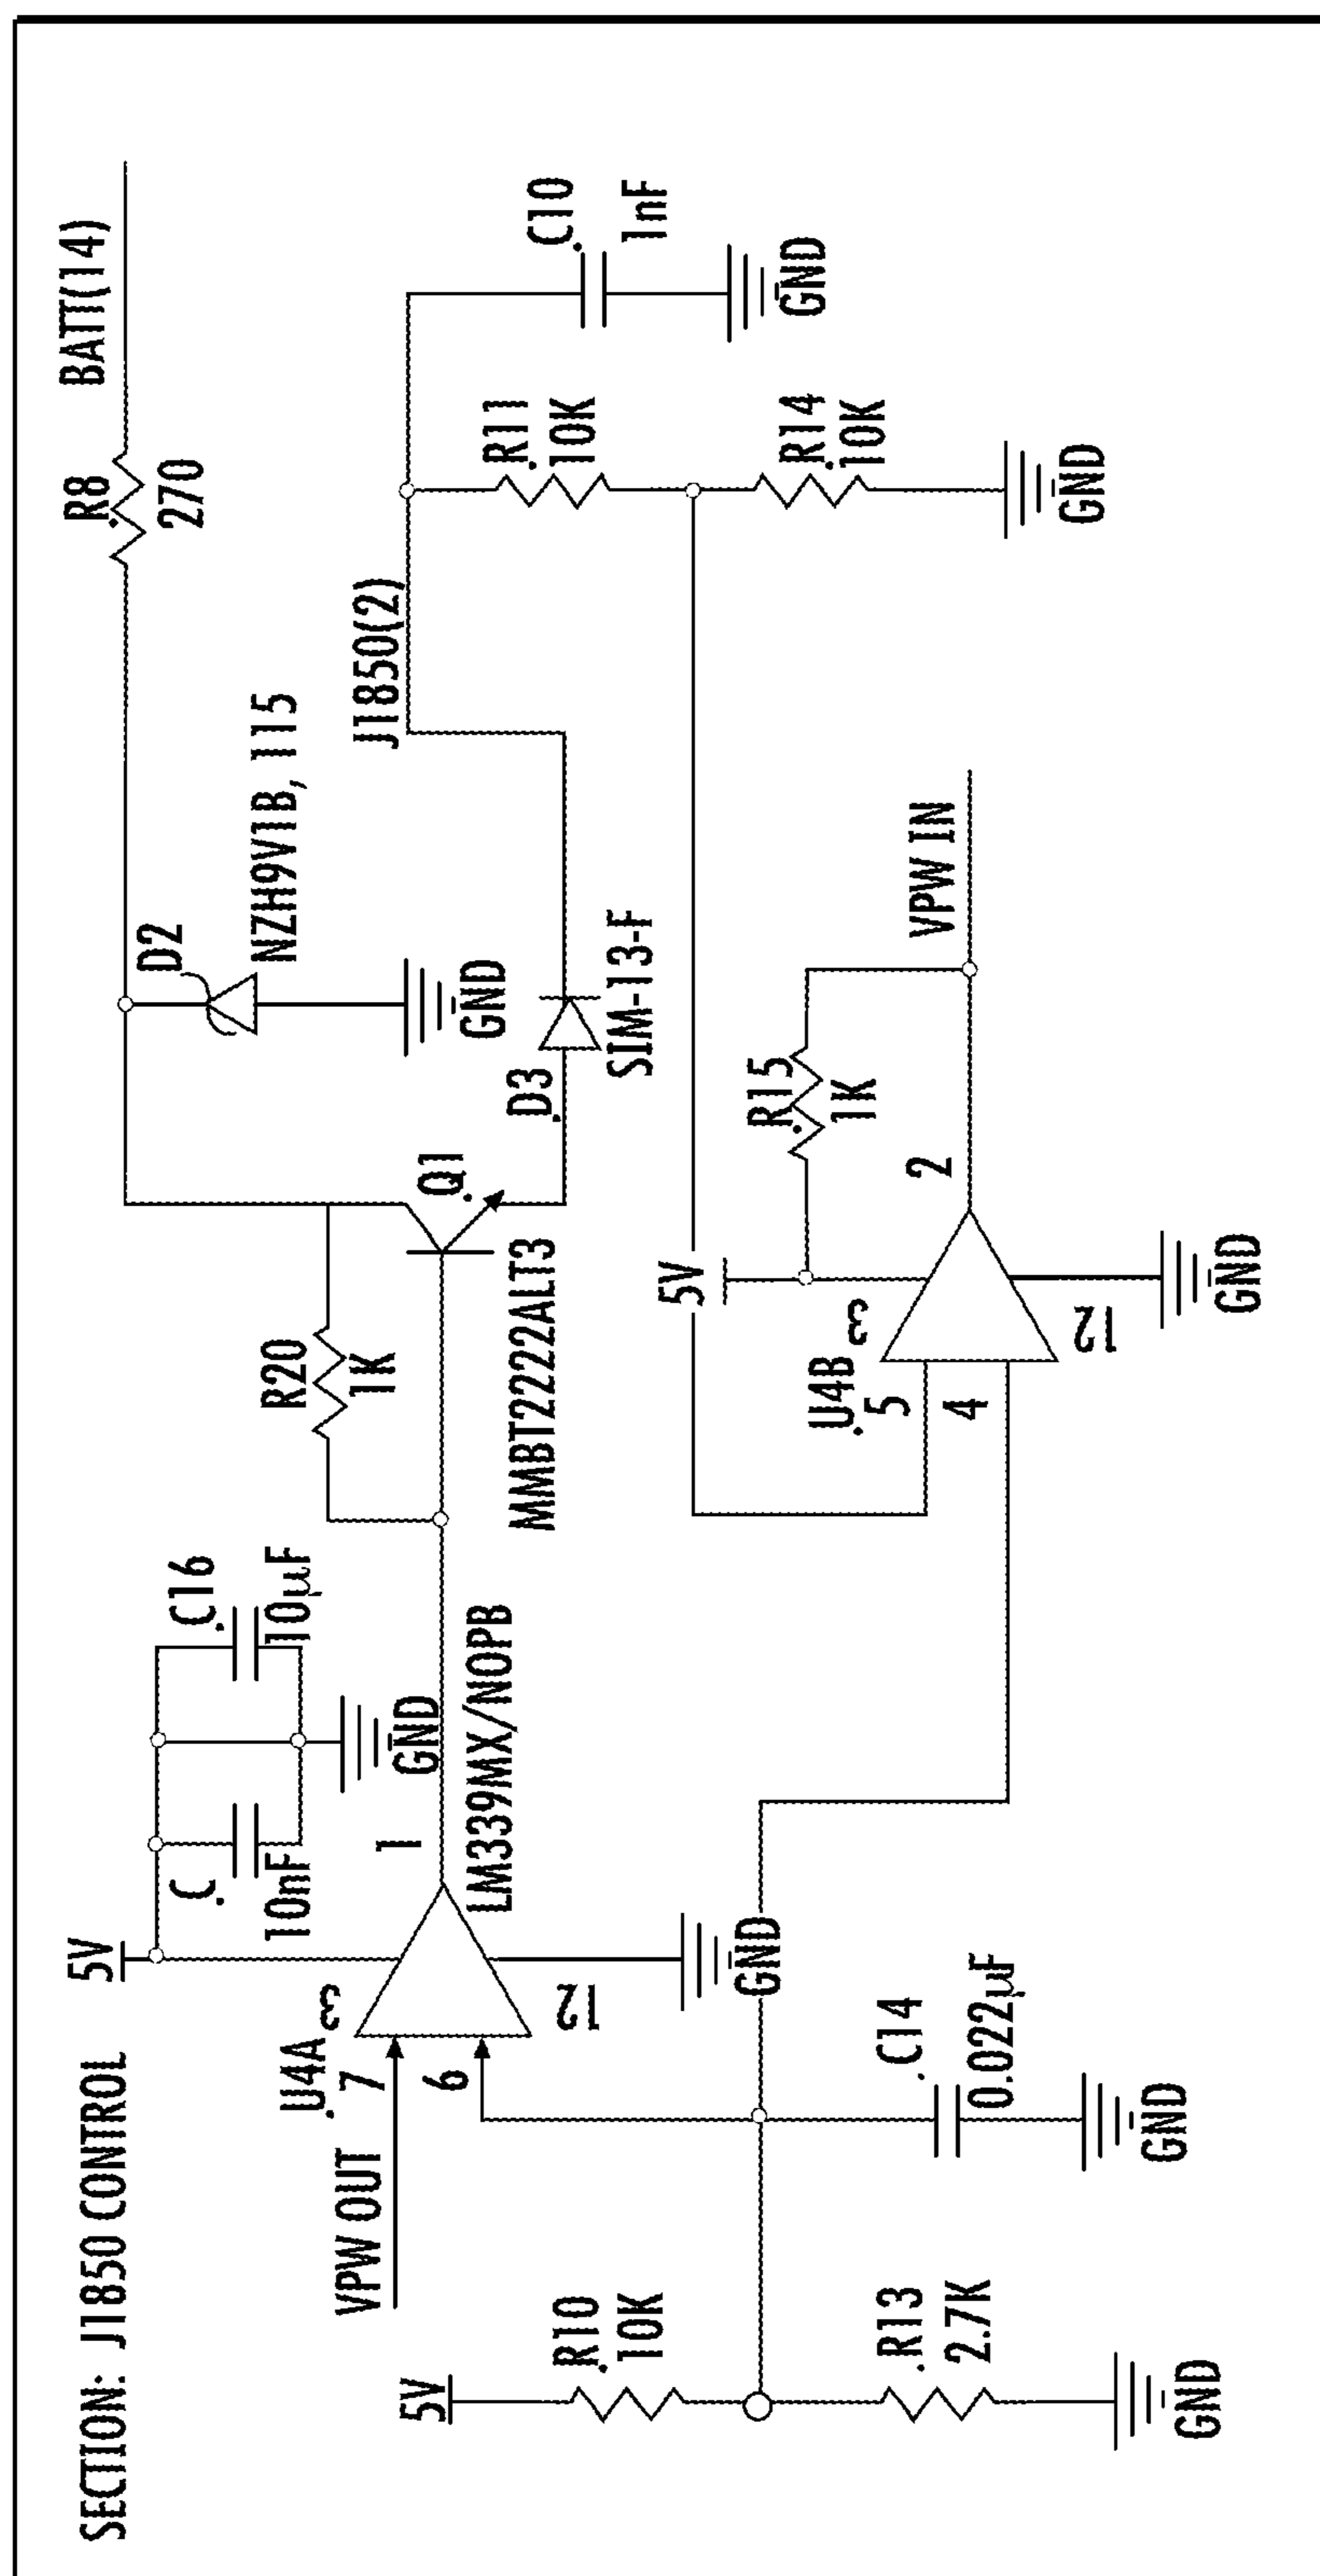 SECTION: J1850 CONTROL
5V
C
10nF
C16
10µF
GND
VPW OUT
U4A
7
6
3
12
1
LM339MX/NOPB
GND
R20
1K
Q1
MMBT2222ALT3
D2
NZH9V1B, 115
GND
R8
270
BATT(14)
D3
SIM-13-F
J1850(2)
R11
10K
R14
10K
GND
C10
1nF
GND
5V
R10
10K
R13
2.7K
GND
C14
0.022µF
GND
5V
U4B
5
4
3
12
2
GND
R15
1K
VPW IN